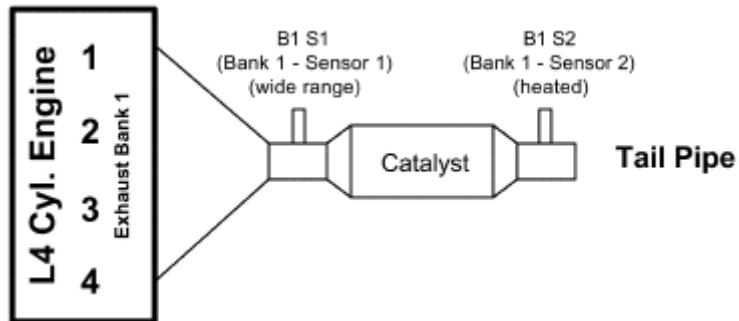 L4 Cyl. Engine
1
2
3
4
Exhaust Bank 1
B1 S1
(Bank 1 - Sensor 1)
(wide range)
Catalyst
B1 S2
(Bank 1 - Sensor 2)
(heated)
Tail Pipe